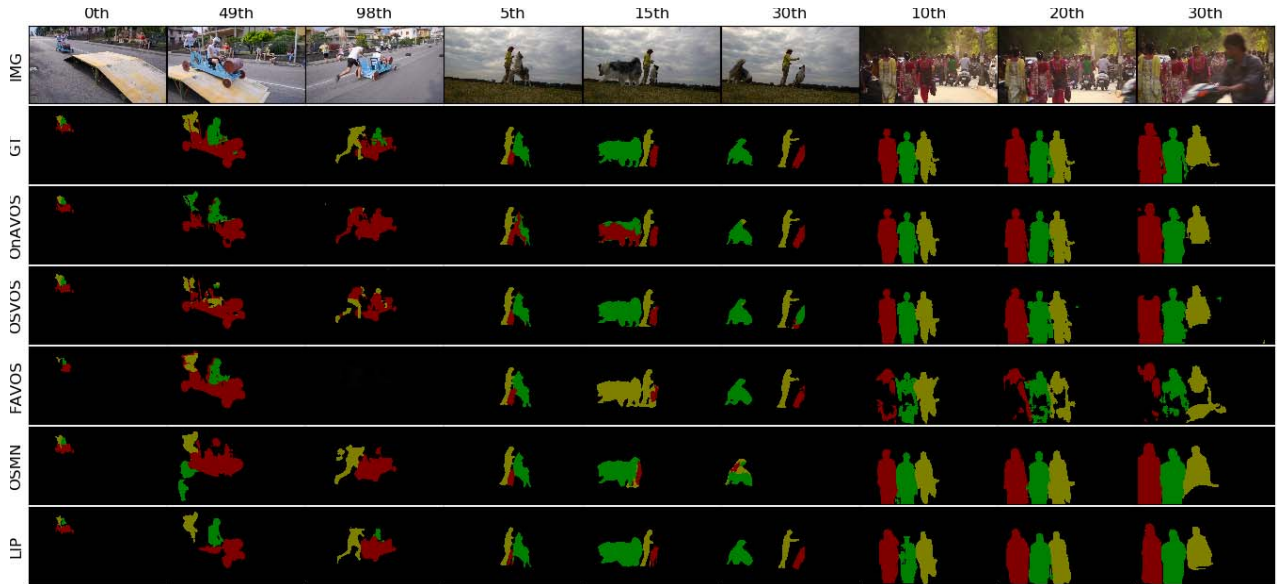 0th 49th 98th 5th 15th 30th 10th 20th 30th
IMG
GT
OnAVOS
OSVOS
FAVOS
OSMN
LIP